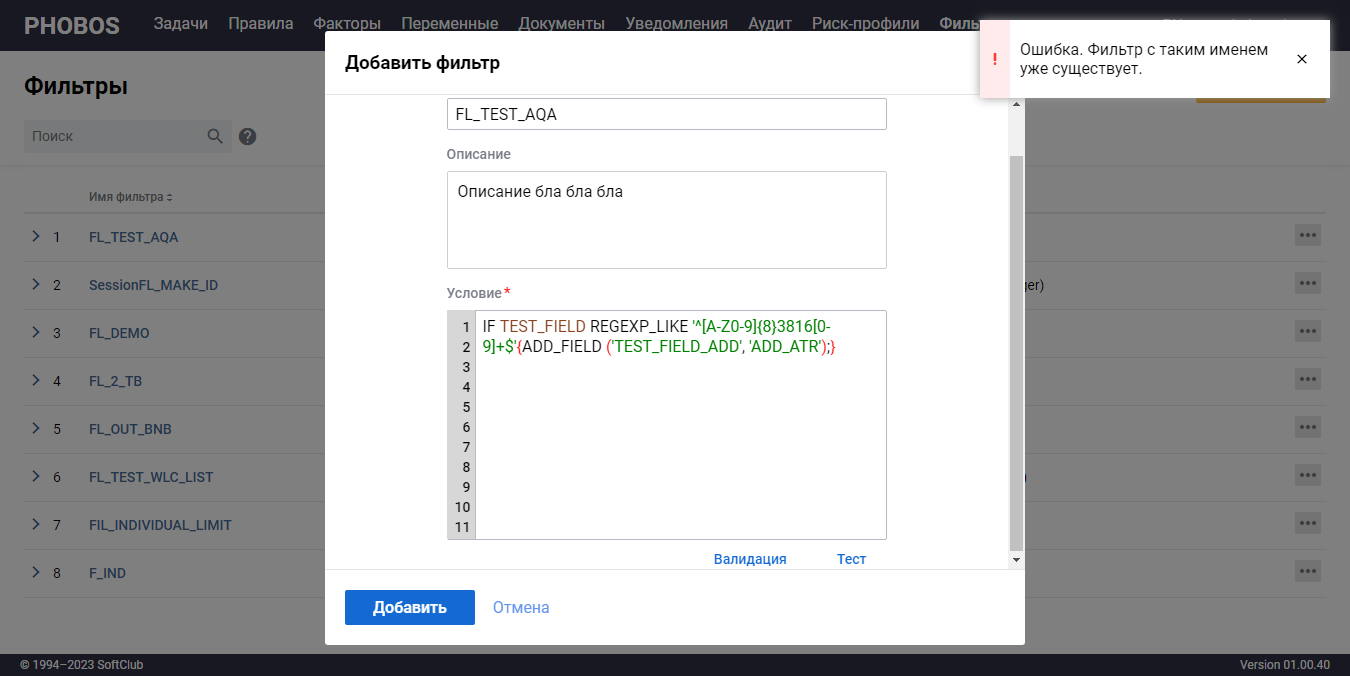 PHOBOS
Задачи Правила Факторы Переменные Документы Уведомления Аудит Риск-профили Филь
Ошибка. Фильтр с таким именем
уже существует.
Фильтры
Поиск
Имя фильтра
1 FL_TEST_AQA
2 SessionFL_MAKE_ID ger)
3 FL_DEMO
4 FL_2_TB
5 FL_OUT_BNB
6 FL_TEST_WLC_LIST )
7 FIL_INDIVIDUAL_LIMIT
8 F_IND
Добавить фильтр
FL_TEST_AQA
Описание
Описание бла бла бла
Условие *
1 IF TEST_FIELD REGEXP_LIKE '^[A-Z0-9]{8}3816[0-
2 9]+$'{ADD_FIELD ('TEST_FIELD_ADD', 'ADD_ATR');}
3
4
5
6
7
8
9
10
11
Валидация Тест
Добавить Отмена
© 1994–2023 SoftClub
Version 01.00.40